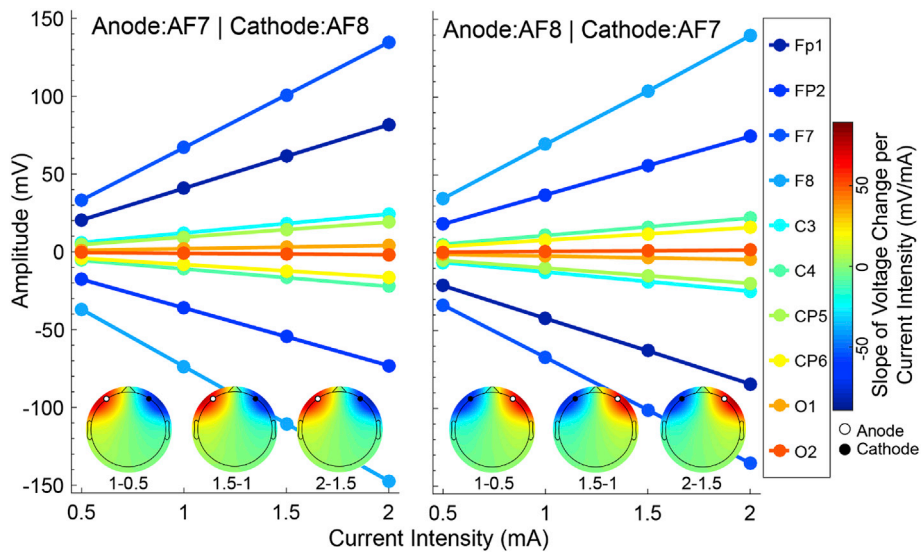 Anode:AF7 | Cathode:AF8
Anode:AF8 | Cathode:AF7
Amplitude (mV)
150
100
50
0
-50
-100
-150
1-0.5
1.5-1
2-1.5
1-0.5
1.5-1
2-1.5
0.5
1
1.5
2
0.5
1
1.5
2
Current Intensity (mA)
Fp1
FP2
F7
F8
C3
C4
CP5
CP6
O1
O2
50
0
-50
Slope of Voltage Change per
Current Intensity (mV/mA)
Anode
Cathode